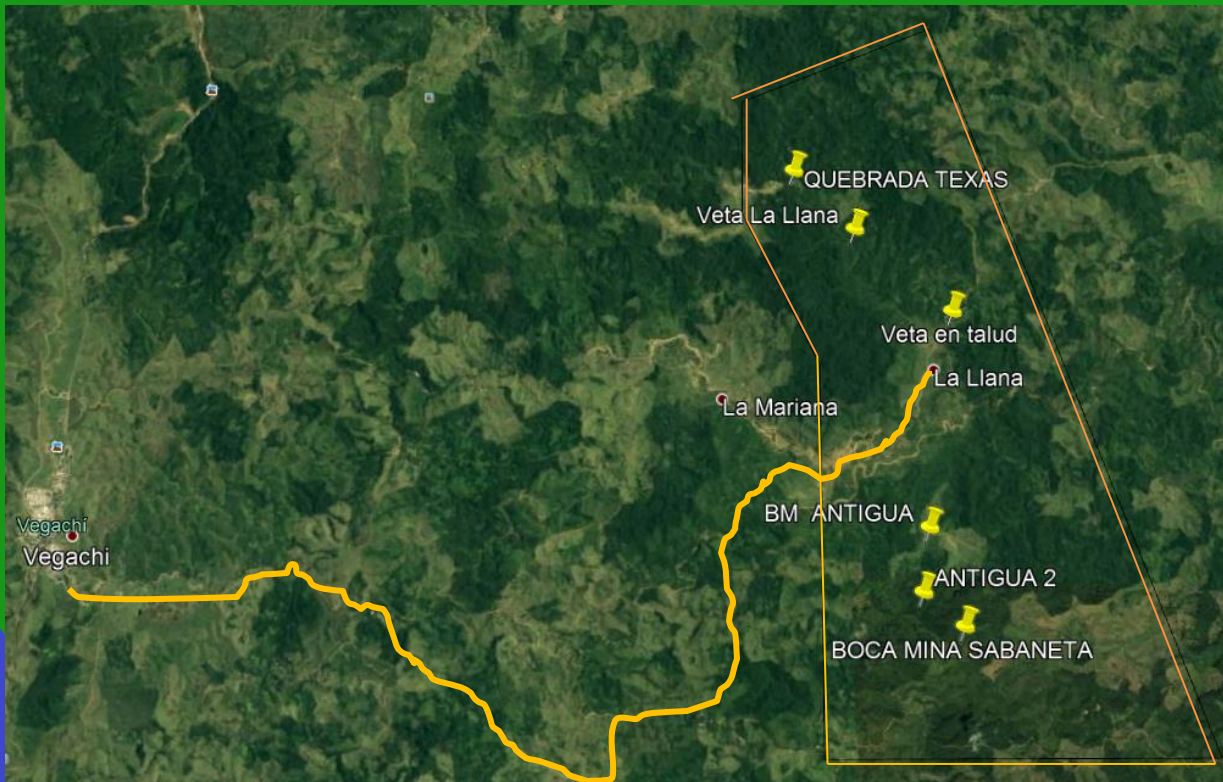 QUEBRADA TEXAS
Veta La Llana
Veta en talud
La Llana
La Mariana
BM ANTIGUA
Vegachí
Vegachi
ANTIGUA 2
BOCA MINA SABANETA